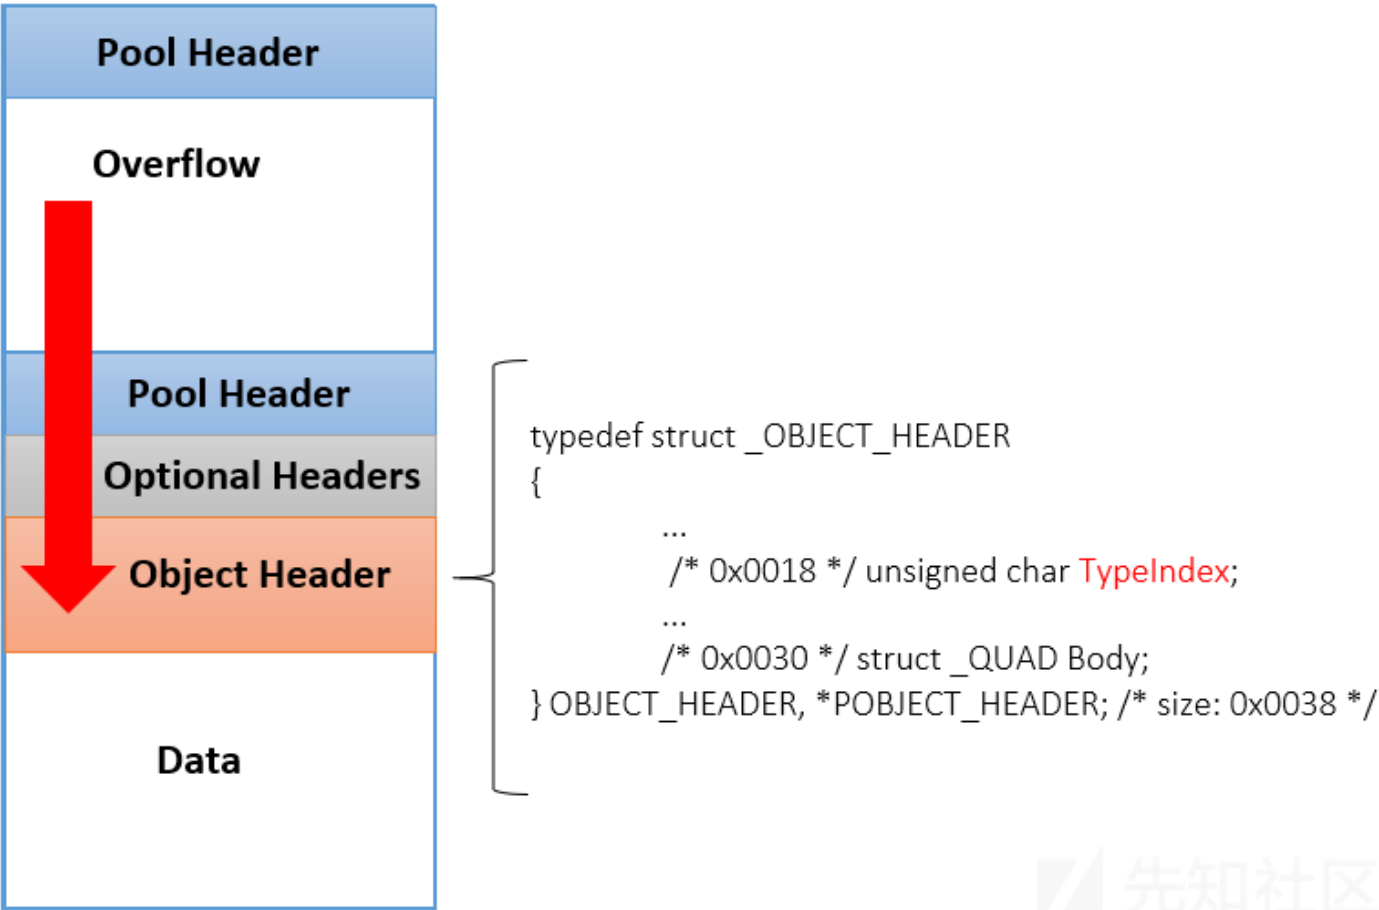 Pool Header
Overflow
Pool Header
Optional Headers
Object Header
Data
typedef struct _OBJECT_HEADER
{
...
/* 0x0018 */ unsigned char TypeIndex;
...
/* 0x0030 */ struct _QUAD Body;
} OBJECT_HEADER, *POBJECT_HEADER; /* size: 0x0038 */
先知社区